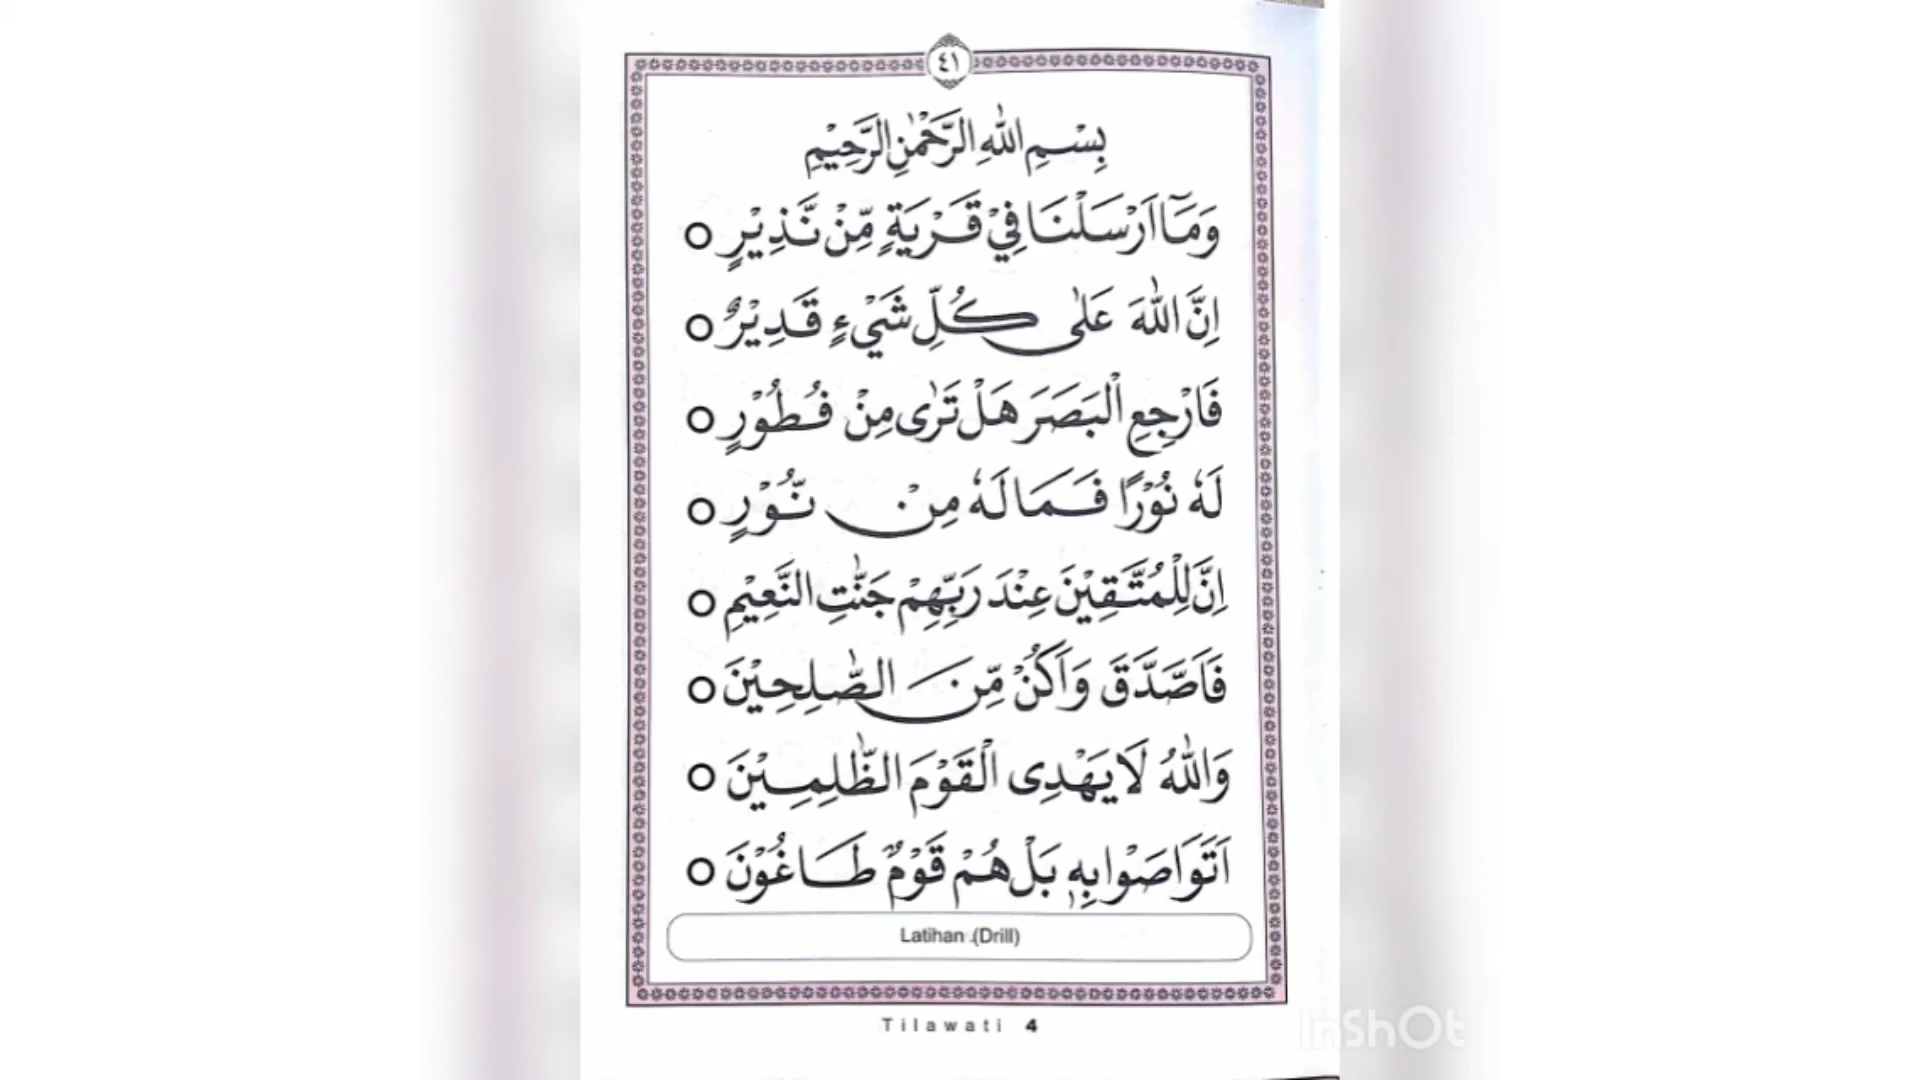 ٤١
بِسْمِ اللّٰهِ الرَّحْمٰنِ الرَّحِيْمِ
وَمَآ اَرْسَلْنَا فِيْ قَرْيَةٍ مِّنْ نَّذِيْرٍ ○
اِنَّ اللّٰهَ عَلٰى كُلِّ شَيْءٍ قَدِيْرٌ ○
فَارْجِعِ الْبَصَرَ هَلْ تَرٰى مِنْ فُطُوْرٍ ○
لَهٗ نُوْرًا فَمَا لَهٗ مِنْ نُّوْرٍ ○
اِنَّ لِلْمُتَّقِيْنَ عِنْدَ رَبِّهِمْ جَنّٰتِ النَّعِيْمِ ○
فَاَصَّدَّقَ وَاَكُنْ مِّنَ الصّٰلِحِيْنَ ○
وَاللّٰهُ لَا يَهْدِى الْقَوْمَ الظّٰلِمِيْنَ ○
اَتَوَاصَوْا بِهٖ بَلْ هُمْ قَوْمٌ طَاغُوْنَ ○
Latihan .(Drill)
Tilawati 4
InShOt